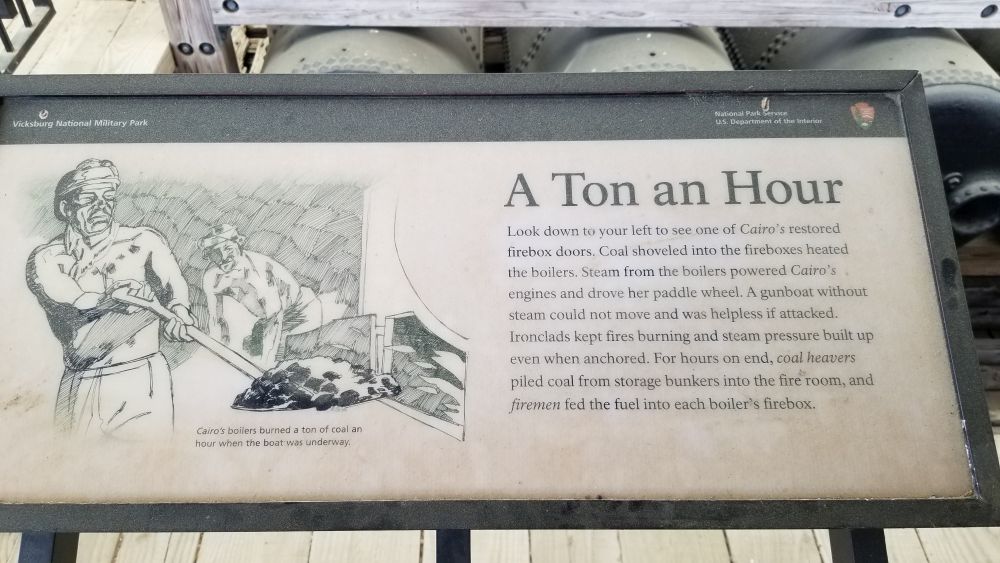 Vicksburg National Military Park
National Park Service
U.S. Department of the Interior
A Ton an Hour
Look down to your left to see one of Cairo's restored
firebox doors. Coal shoveled into the fireboxes heated
the boilers. Steam from the boilers powered Cairo's
engines and drove her paddle wheel. A gunboat without
steam could not move and was helpless if attacked.
Ironclads kept fires burning and steam pressure built up
even when anchored. For hours on end, coal heavers
piled coal from storage bunkers into the fire room, and
firemen fed the fuel into each boiler's firebox.
Cairo's boilers burned a ton of coal an
hour when the boat was underway.